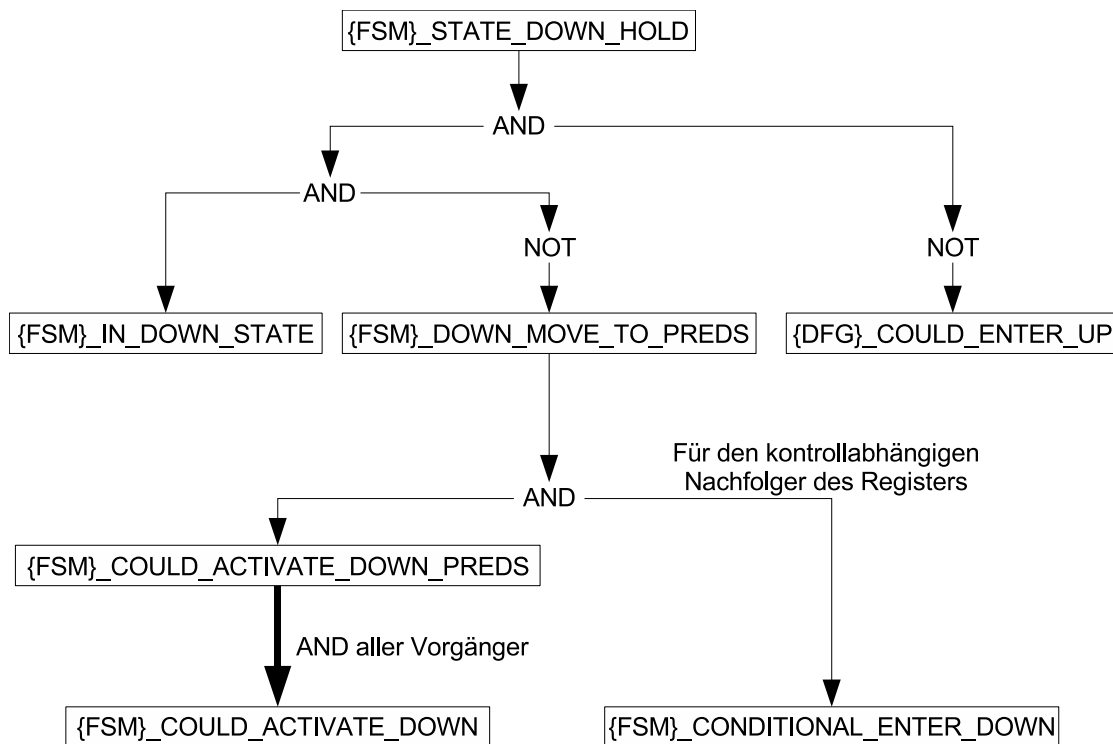 {FSM}_STATE_DOWN_HOLD
AND
AND
NOT
NOT
{FSM}_IN_DOWN_STATE
{FSM}_DOWN_MOVE_TO_PREDS
{DFG}_COULD_ENTER_UP
Für den kontrollabhängigen
Nachfolger des Registers
AND
{FSM}_COULD_ACTIVATE_DOWN_PREDS
AND aller Vorgänger
{FSM}_COULD_ACTIVATE_DOWN
{FSM}_CONDITIONAL_ENTER_DOWN